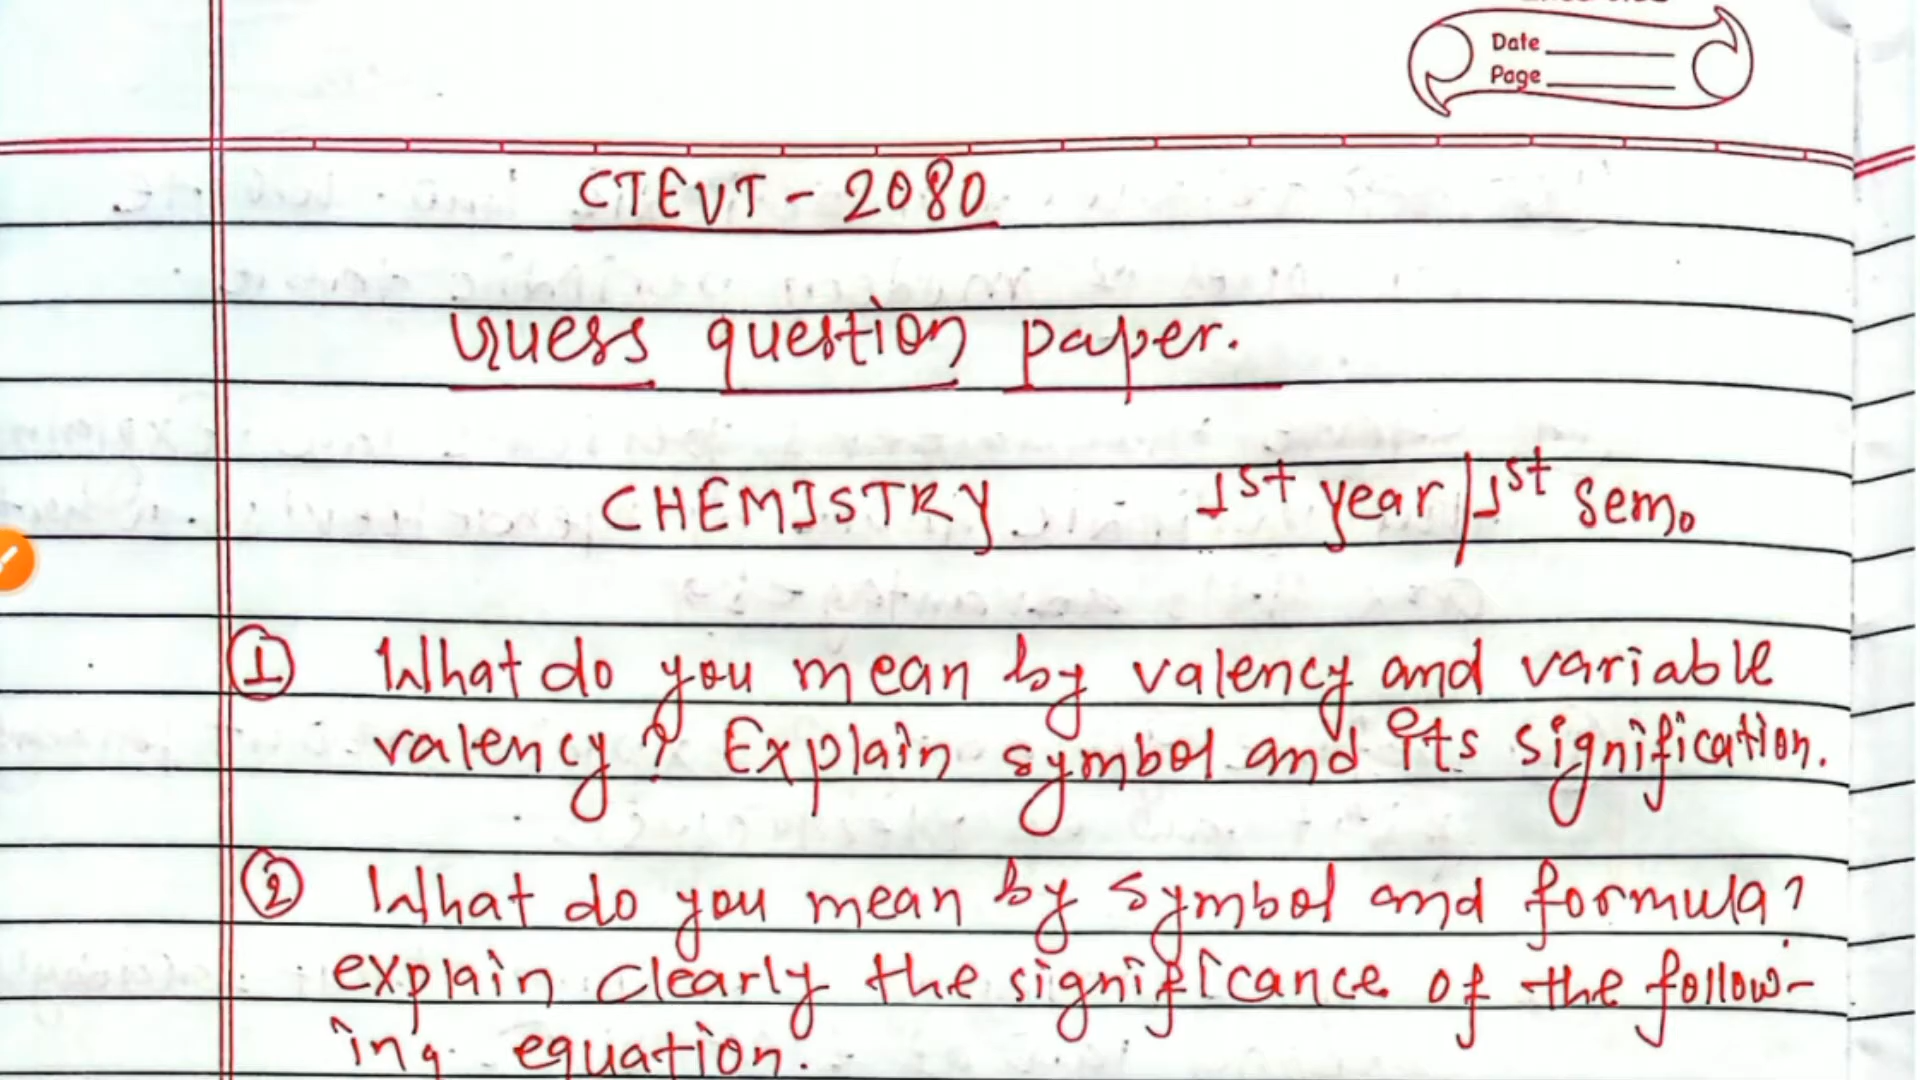 Date
Page
CTEVT - 2080
Guess question paper.
CHEMISTRY 1st year/1st sem.
① What do you mean by valency and variable
valency? Explain symbol and its signification.
② What do you mean by symbol and formula?
explain clearly the significance of the follow-
ing equation.